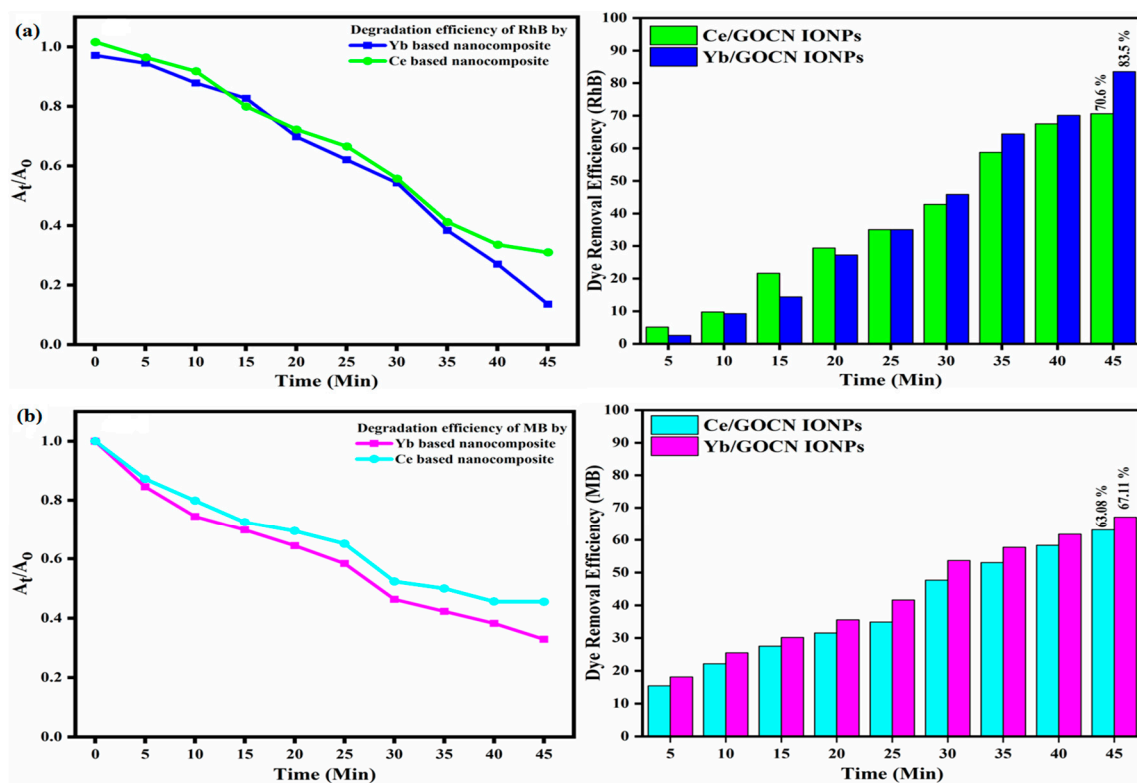 (a)
Degradation efficiency of RhB by
Yb based nanocomposite
Ce based nanocomposite
At/A0
1.0
0.8
0.6
0.4
0.2
0.0
0 5 10 15 20 25 30 35 40 45
Time (Min)
Ce/GOCN IONPs
Yb/GOCN IONPs
70.6 %
83.5 %
Dye Removal Efficiency (RhB)
100
90
80
70
60
50
40
30
20
10
0
5 10 15 20 25 30 35 40 45
Time (Min)
(b)
Degradation efficiency of MB by
Yb based nanocomposite
Ce based nanocomposite
At/A0
1.0
0.8
0.6
0.4
0.2
0.0
0 5 10 15 20 25 30 35 40 45
Time (Min)
Ce/GOCN IONPs
Yb/GOCN IONPs
63.08 %
67.11 %
Dye Removal Efficiency (MB)
100
90
80
70
60
50
40
30
20
10
0
5 10 15 20 25 30 35 40 45
Time (Min)